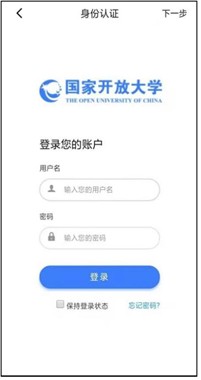 身份认证
下一步
国家开放大学
THE OPEN UNIVERSITY OF CHINA
登录您的账户
用户名
输入您的用户名
密码
输入您的密码
登录
保持登录状态
忘记密码?